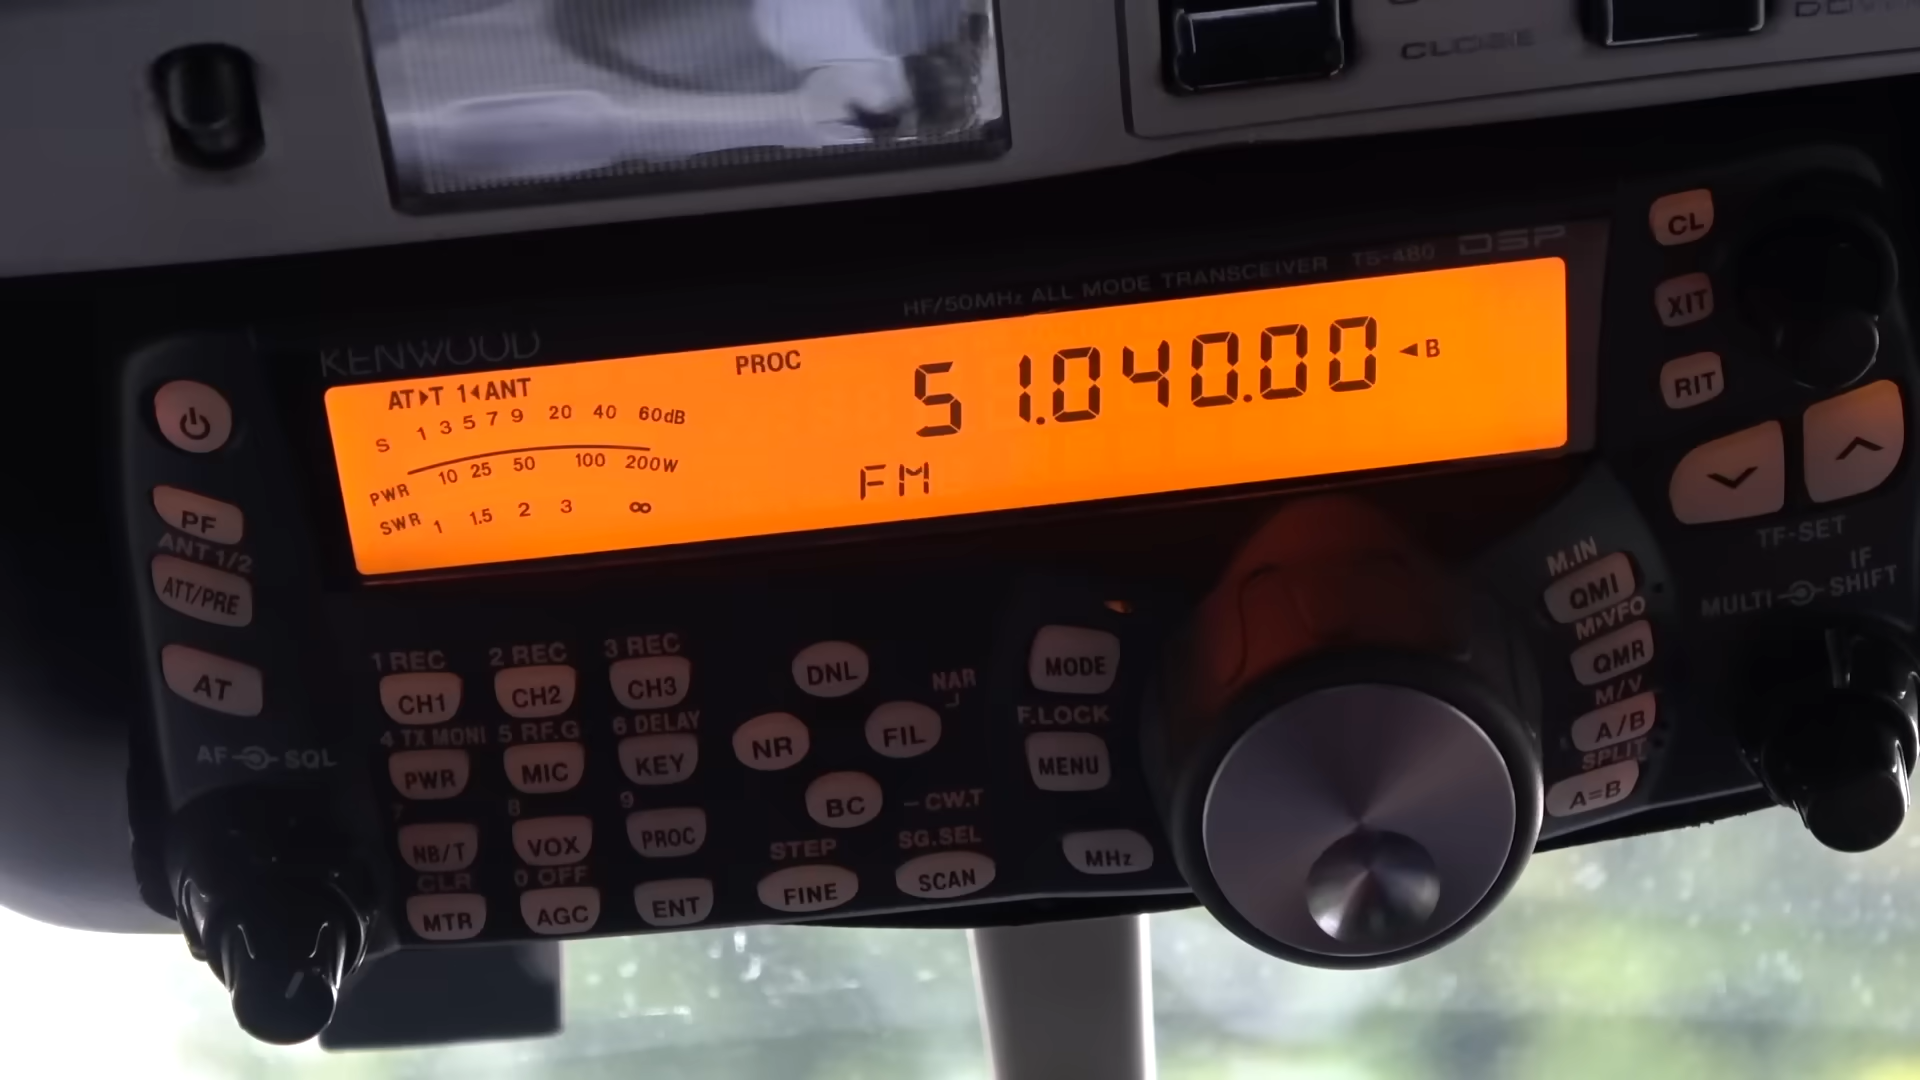 CLOSE
KENWOOD
HF/50MHz ALL MODE TRANSCEIVER TS-480 DSP
AT▸T 1◂ANT
PROC
51.040.00 ◄B
S 1 3 5 7 9 20 40 60dB
PWR 10 25 50 100 200W
SWR 1 1.5 2 3 ∞
FM
CL
XIT
RIT
TF-SET
MULTI
IF SHIFT
PF
ANT 1/2
ATT/PRE
AT
AF SQL
1 REC 2 REC 3 REC
CH1 CH2 CH3
4 TX MONI 5 RF.G 6 DELAY
PWR MIC KEY
7 8 9
NB/T VOX PROC
CLR 0 OFF
MTR AGC ENT
DNL
NAR
NR FIL
BC
-CW.T
STEP SG.SEL
FINE SCAN
MODE
F.LOCK
MENU
MHz
M.IN
QMI
M▸VFO
QMR
M/V
A/B
SPLIT
A=B